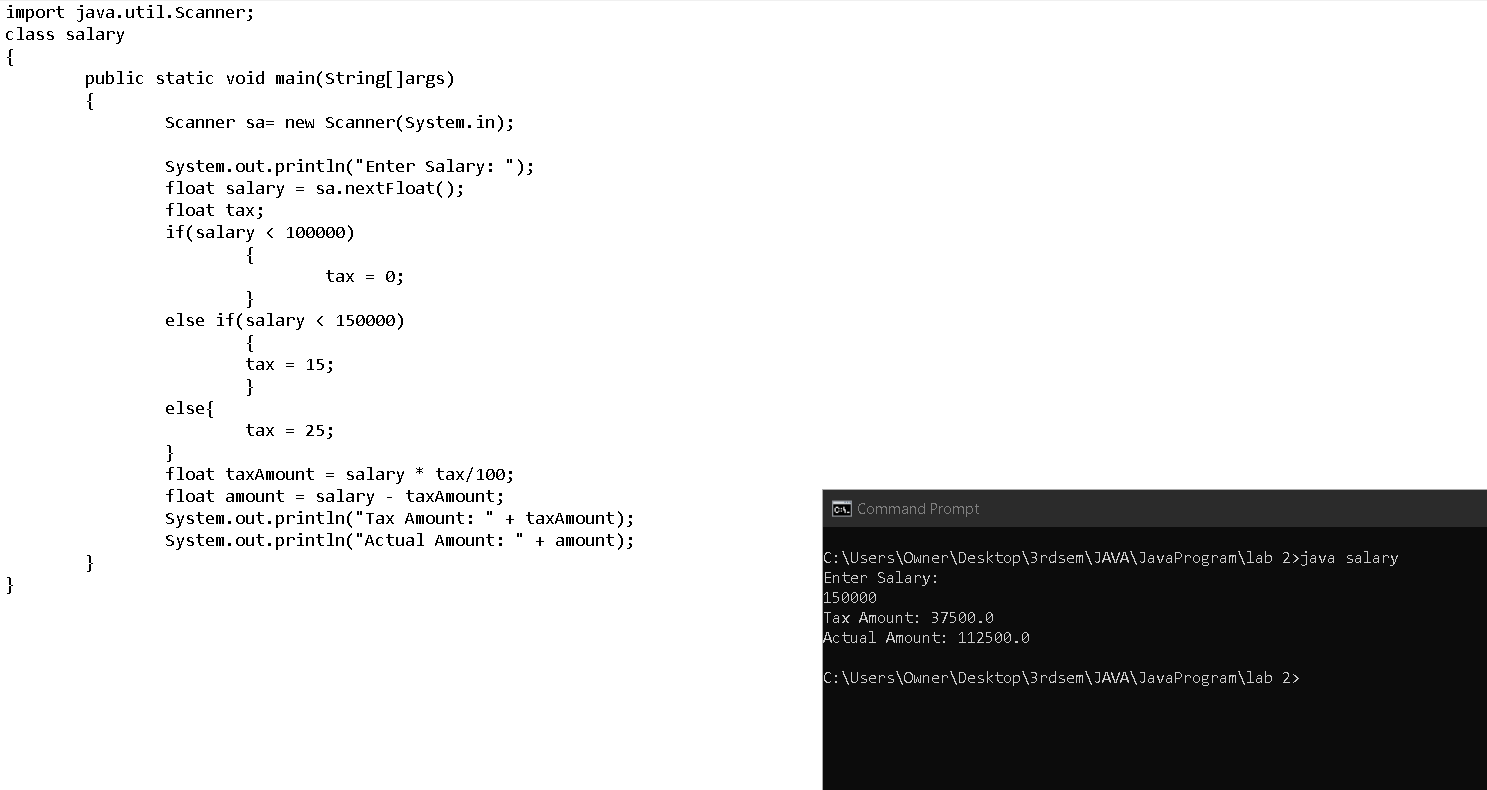 import java.util.Scanner;
class salary
{
public static void main(String[]args)
{
Scanner sa= new Scanner(System.in);
System.out.println("Enter Salary: ");
float salary = sa.nextFloat();
float tax;
if(salary < 100000)
{
tax = 0;
}
else if(salary < 150000)
{
tax = 15;
}
else{
tax = 25;
}
float taxAmount = salary * tax/100;
float amount = salary - taxAmount;
System.out.println("Tax Amount: " + taxAmount);
System.out.println("Actual Amount: " + amount);
}
}
Command Prompt
C:\Users\Owner\Desktop\3rdsem\JAVA\JavaProgram\lab 2>java salary
Enter Salary:
150000
Tax Amount: 37500.0
Actual Amount: 112500.0
C:\Users\Owner\Desktop\3rdsem\JAVA\JavaProgram\lab 2>